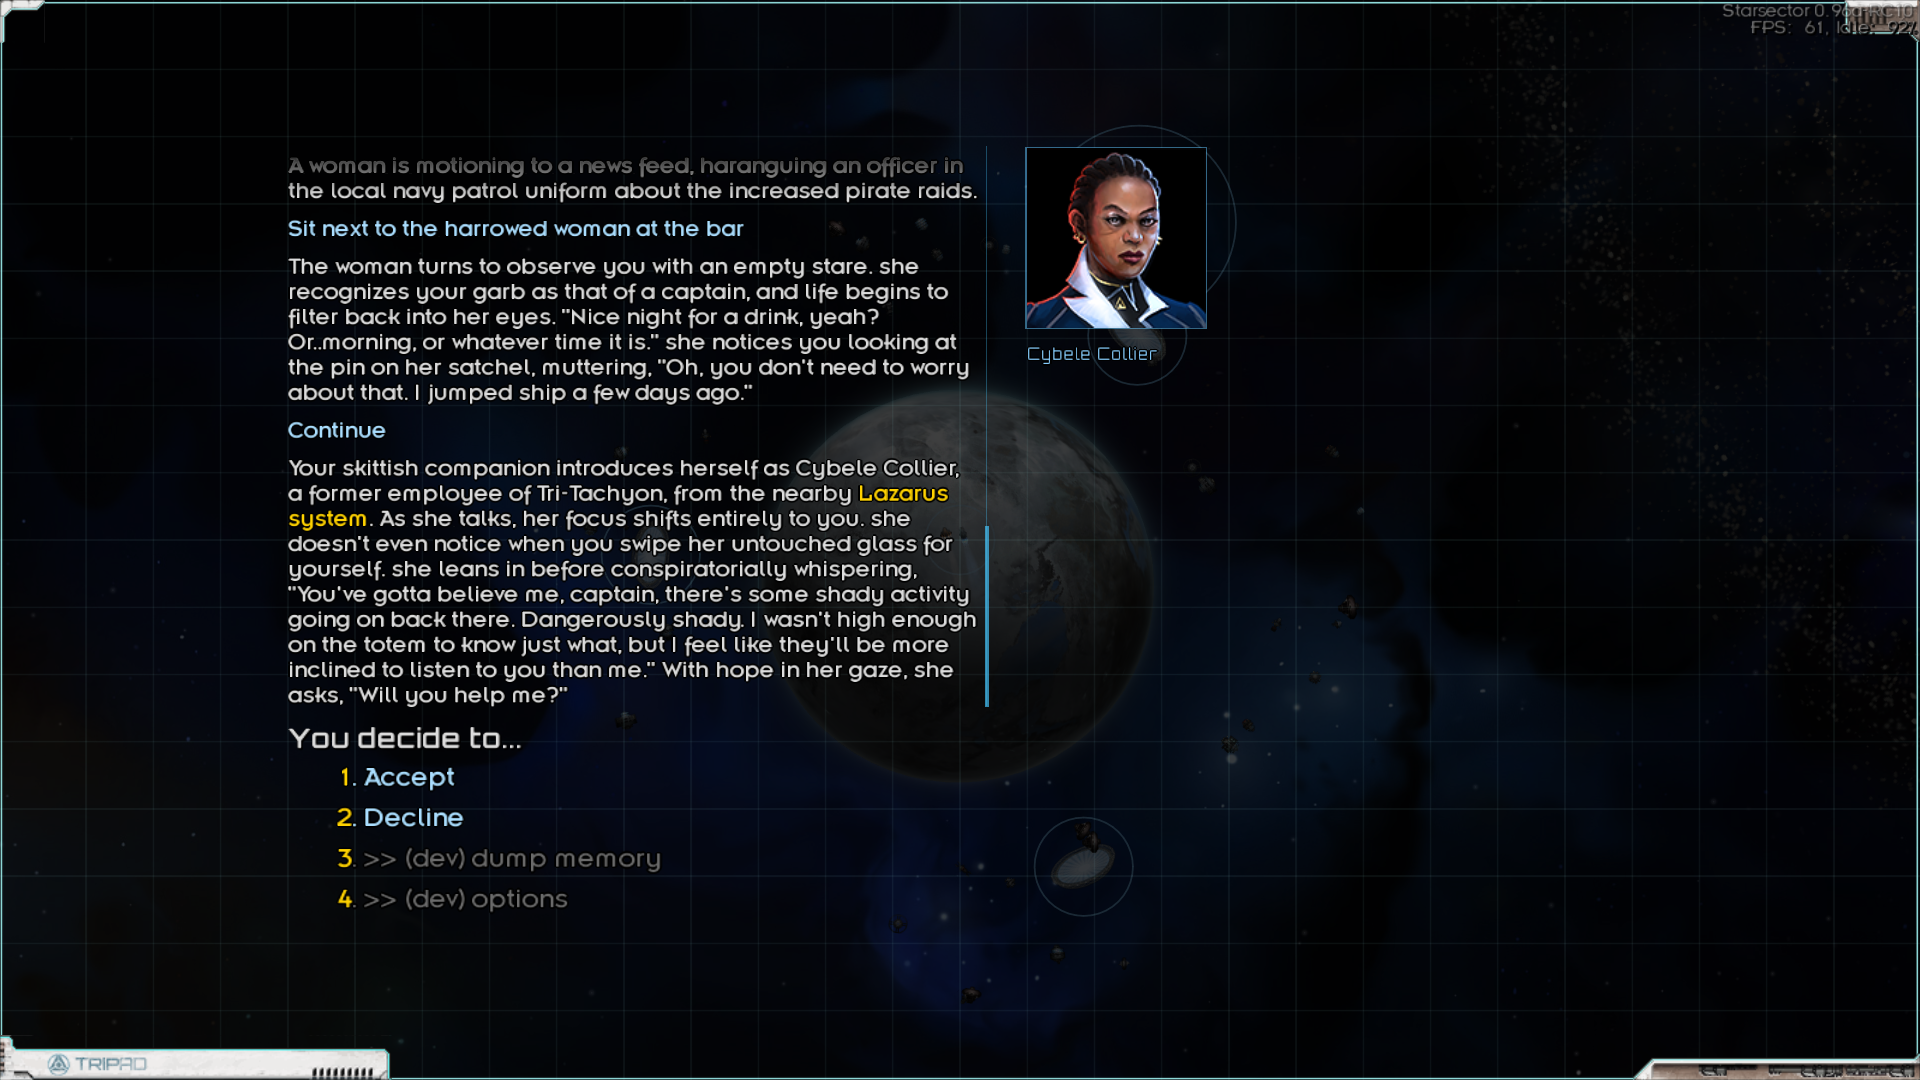 Starsector 0.96a-RC10
FPS: 61, Idle: 92%
A woman is motioning to a news feed, haranguing an officer in
the local navy patrol uniform about the increased pirate raids.
Sit next to the harrowed woman at the bar
The woman turns to observe you with an empty stare. she
recognizes your garb as that of a captain, and life begins to
filter back into her eyes. "Nice night for a drink, yeah?
Or..morning, or whatever time it is." she notices you looking at
the pin on her satchel, muttering, "Oh, you don't need to worry
about that. I jumped ship a few days ago."
Continue
Your skittish companion introduces herself as Cybele Collier,
a former employee of Tri-Tachyon, from the nearby Lazarus
system. As she talks, her focus shifts entirely to you. she
doesn't even notice when you swipe her untouched glass for
yourself. she leans in before conspiratorially whispering,
"You've gotta believe me, captain, there's some shady activity
going on back there. Dangerously shady. I wasn't high enough
on the totem to know just what, but I feel like they'll be more
inclined to listen to you than me." With hope in her gaze, she
asks, "Will you help me?"
You decide to...
1. Accept
2. Decline
3. >> (dev) dump memory
4. >> (dev) options
Cybele Collier
TRIPAD